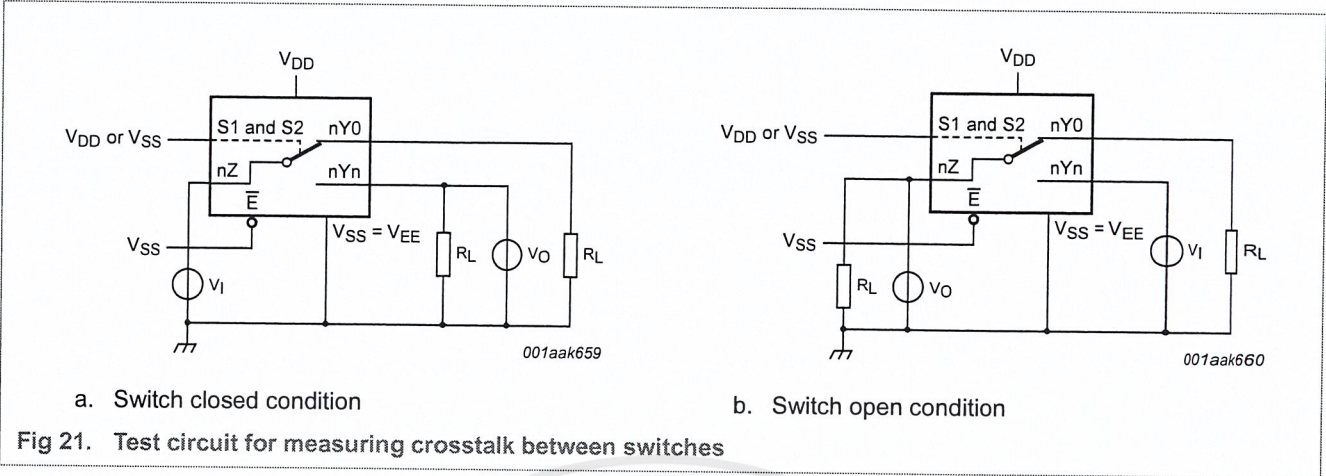 VDD
VDD or VSS
S1 and S2
nY0
nZ
nYn
E
VSS
VSS = VEE
VI
RL
VO
RL
001aak659
a. Switch closed condition
VDD
VDD or VSS
S1 and S2
nY0
nZ
nYn
E
VSS
VSS = VEE
RL
VO
VI
RL
001aak660
b. Switch open condition
Fig 21. Test circuit for measuring crosstalk between switches